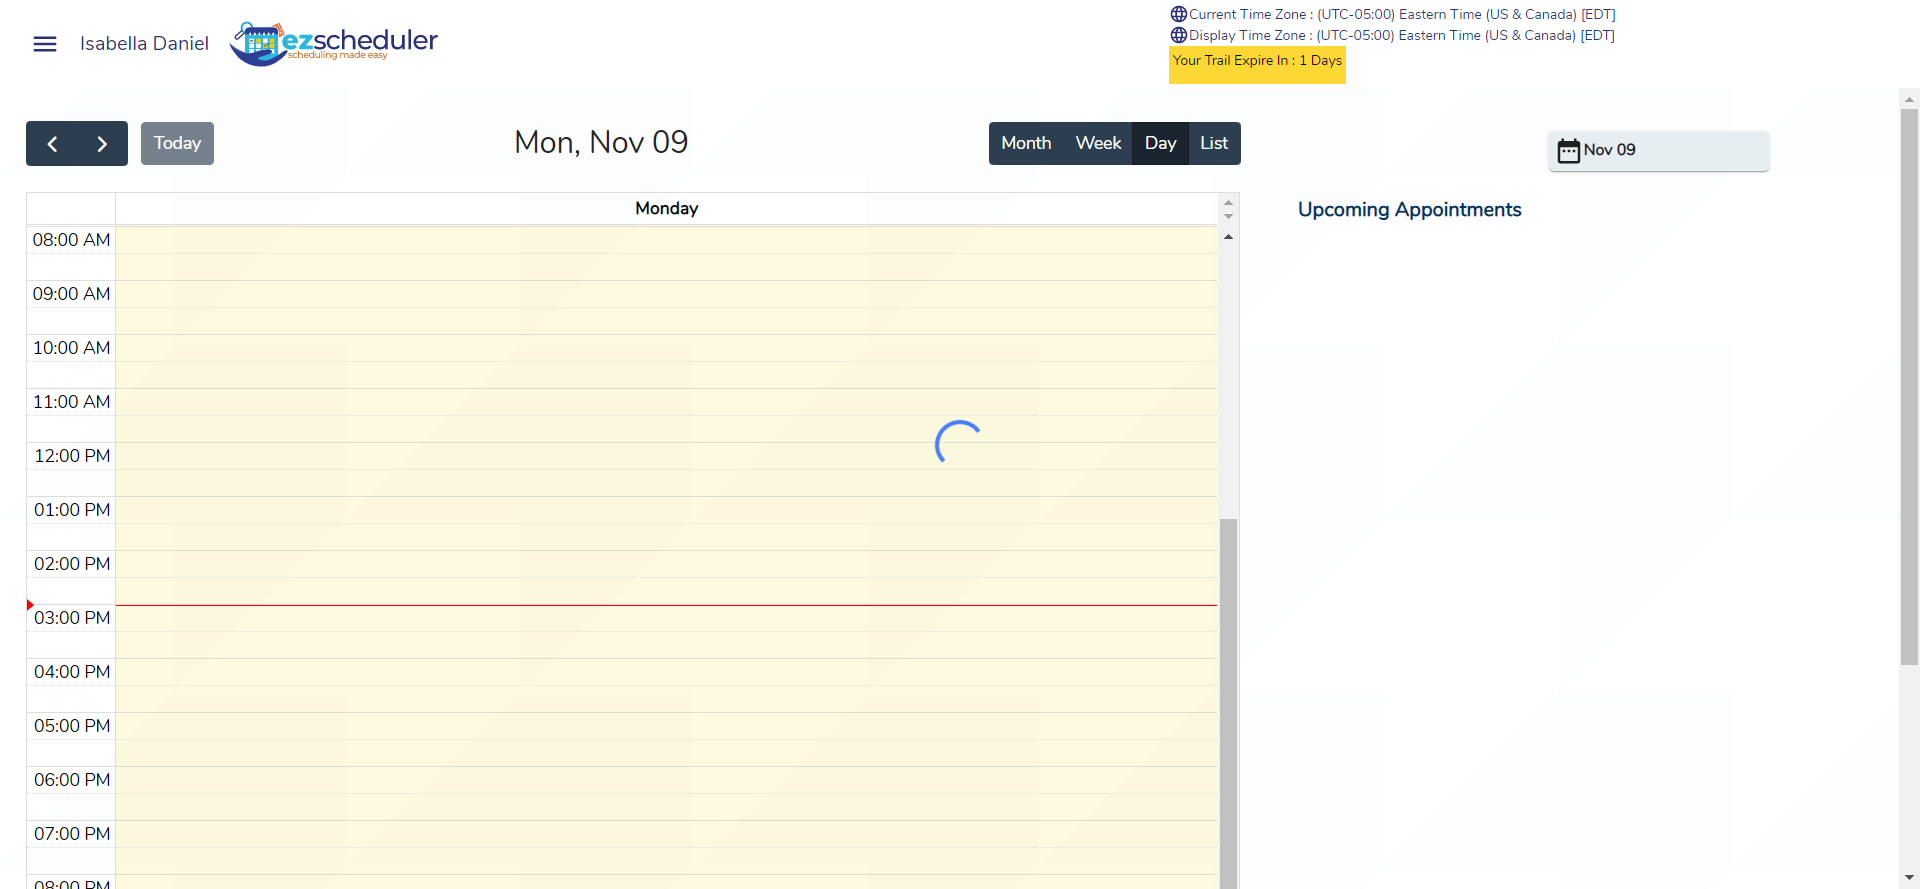 Isabella Daniel
ezscheduler
scheduling made easy
Current Time Zone : (UTC-05:00) Eastern Time (US & Canada) [EDT]
Display Time Zone : (UTC-05:00) Eastern Time (US & Canada) [EDT]
Your Trail Expire In : 1 Days
Today
Mon, Nov 09
Month Week Day List
Nov 09
Monday
Upcoming Appointments
08:00 AM
09:00 AM
10:00 AM
11:00 AM
12:00 PM
01:00 PM
02:00 PM
03:00 PM
04:00 PM
05:00 PM
06:00 PM
07:00 PM
08:00 PM